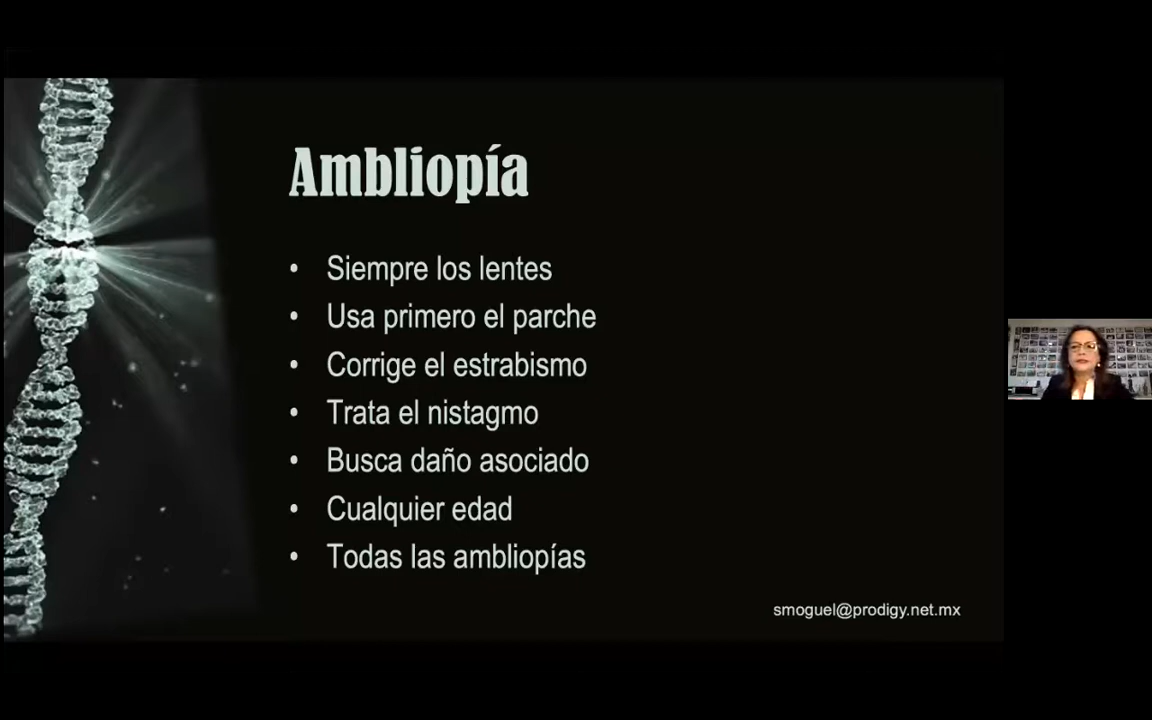 Ambliopía
• Siempre los lentes
• Usa primero el parche
• Corrige el estrabismo
• Trata el nistagmo
• Busca daño asociado
• Cualquier edad
• Todas las ambliopías
smoguel@prodigy.net.mx